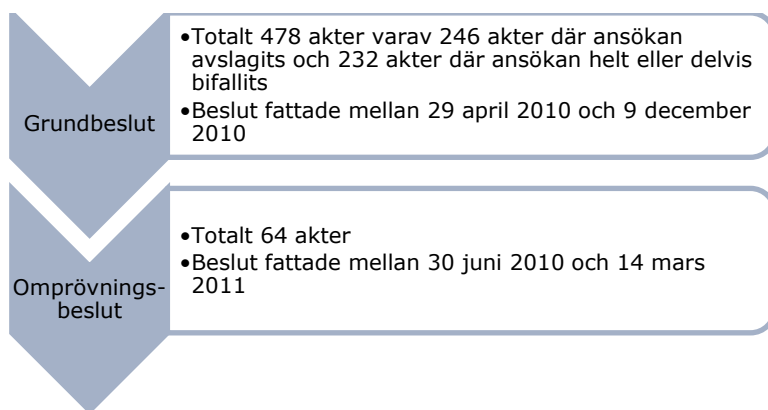 Grundbeslut
•Totalt 478 akter varav 246 akter där ansökan
avslagits och 232 akter där ansökan helt eller delvis
bifallits
•Beslut fattade mellan 29 april 2010 och 9 december
2010
Omprövnings-
beslut
•Totalt 64 akter
•Beslut fattade mellan 30 juni 2010 och 14 mars
2011